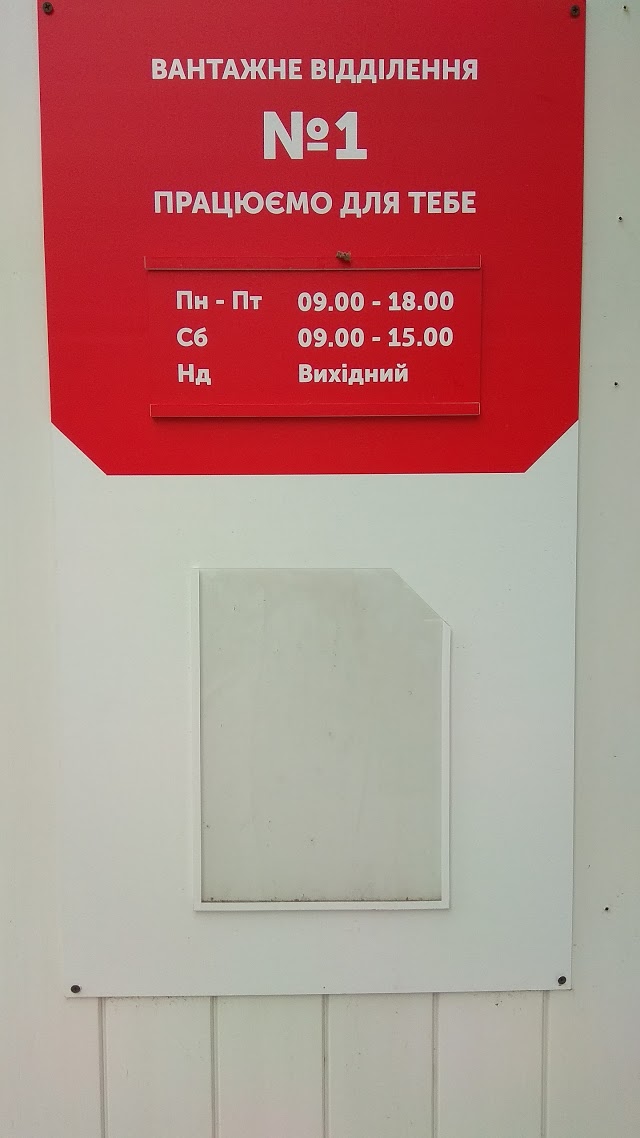 ВАНТАЖНЕ ВІДДІЛЕННЯ
№1
ПРАЦЮЄМО ДЛЯ ТЕБЕ
Пн - Пт 09.00 - 18.00
Сб 09.00 - 15.00
Нд Вихідний